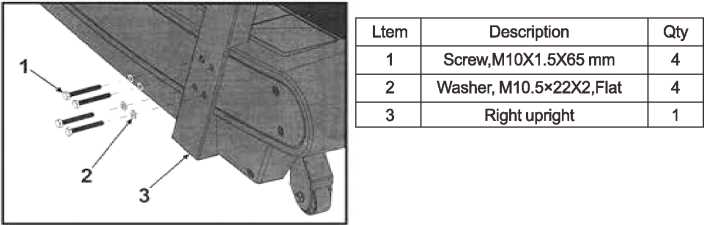 1
2
3
Ltem Description Qty
1 Screw,M10X1.5X65 mm 4
2 Washer, M10.5×22X2,Flat 4
3 Right upright 1